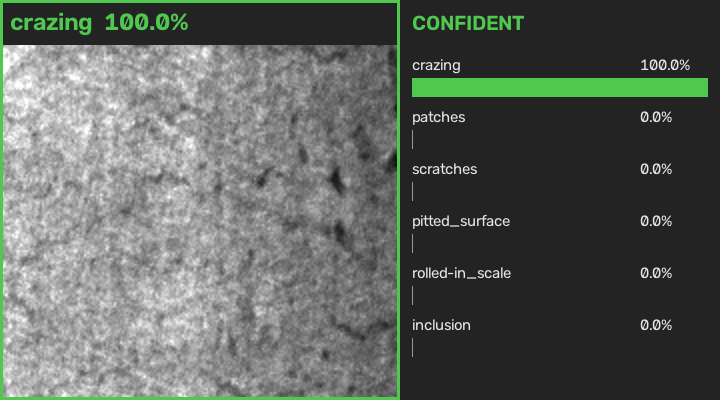 crazing 100.0%
CONFIDENT
crazing 100.0%
patches 0.0%
scratches 0.0%
pitted_surface 0.0%
rolled-in_scale 0.0%
inclusion 0.0%